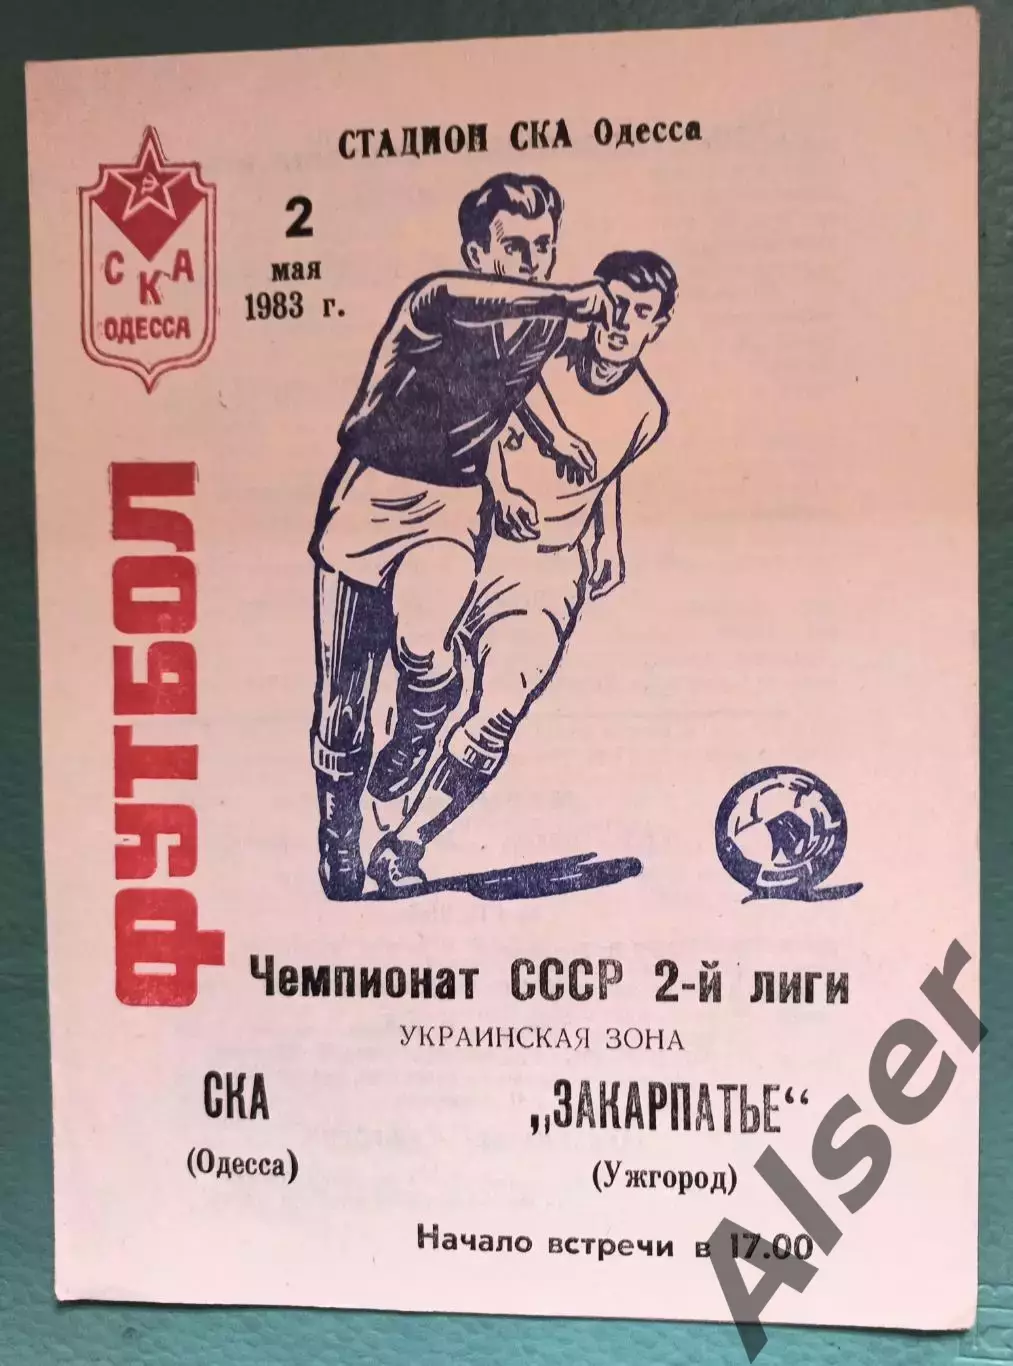 СТАДИОН СКА Одесса
СКА
ОДЕССА
2
мая
1983 г.
ФУТБОЛ
Чемпионат СССР 2-й лиги
УКРАИНСКАЯ ЗОНА
СКА
(Одесса)
„ЗАКАРПАТЬЕ“
(Ужгород)
Начало встречи в 17.00
Alser